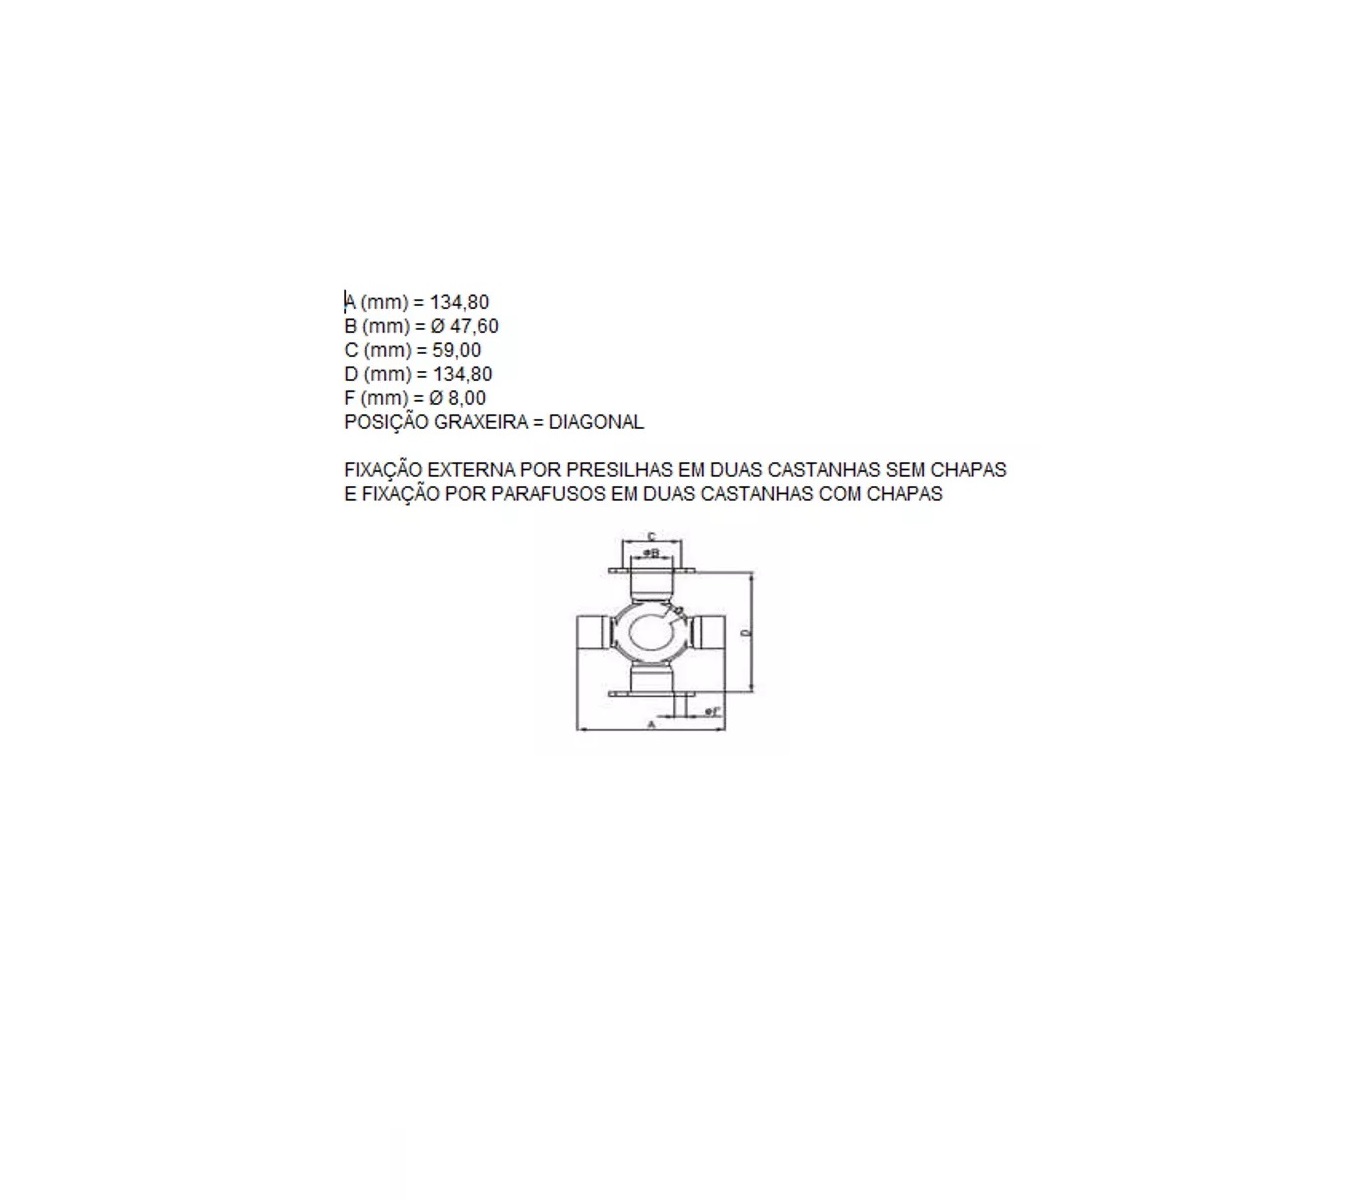 A (mm) = 134,80
B (mm) = Ø 47,60
C (mm) = 59,00
D (mm) = 134,80
F (mm) = Ø 8,00
POSIÇÃO GRAXEIRA = DIAGONAL
FIXAÇÃO EXTERNA POR PRESILHAS EM DUAS CASTANHAS SEM CHAPAS
E FIXAÇÃO POR PARAFUSOS EM DUAS CASTANHAS COM CHAPAS
C
øB
D
øF
A